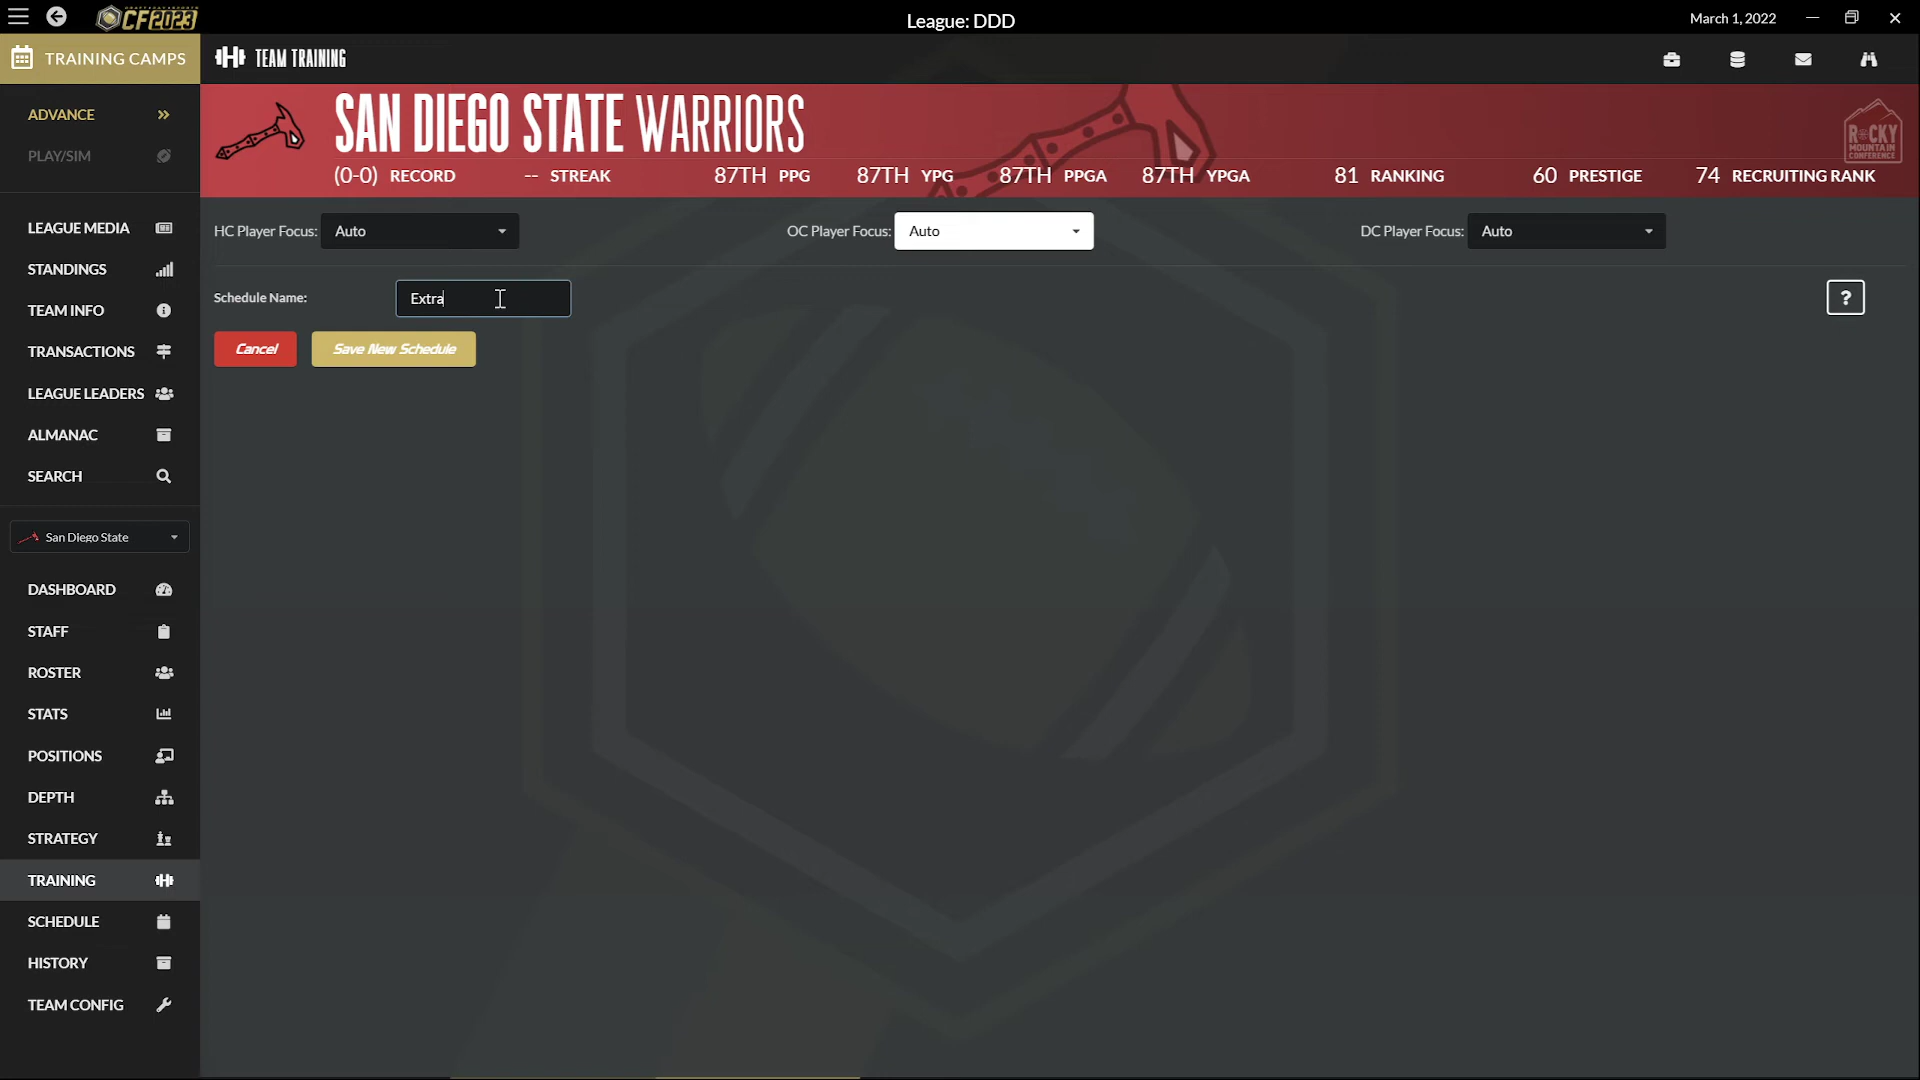 CF2023
League: DDD
March 1, 2022
TRAINING CAMPS
TEAM TRAINING
ADVANCE
PLAY/SIM
SAN DIEGO STATE WARRIORS
ROCKY
MOUNTAIN
CONFERENCE
(0-0) RECORD -- STREAK 87TH PPG 87TH YPG 87TH PPGA 87TH YPGA 81 RANKING 60 PRESTIGE 74 RECRUITING RANK
HC Player Focus: Auto OC Player Focus: Auto DC Player Focus: Auto
Schedule Name: Extra ?
Cancel Save New Schedule
LEAGUE MEDIA
STANDINGS
TEAM INFO
TRANSACTIONS
LEAGUE LEADERS
ALMANAC
SEARCH
San Diego State
DASHBOARD
STAFF
ROSTER
STATS
POSITIONS
DEPTH
STRATEGY
TRAINING
SCHEDULE
HISTORY
TEAM CONFIG